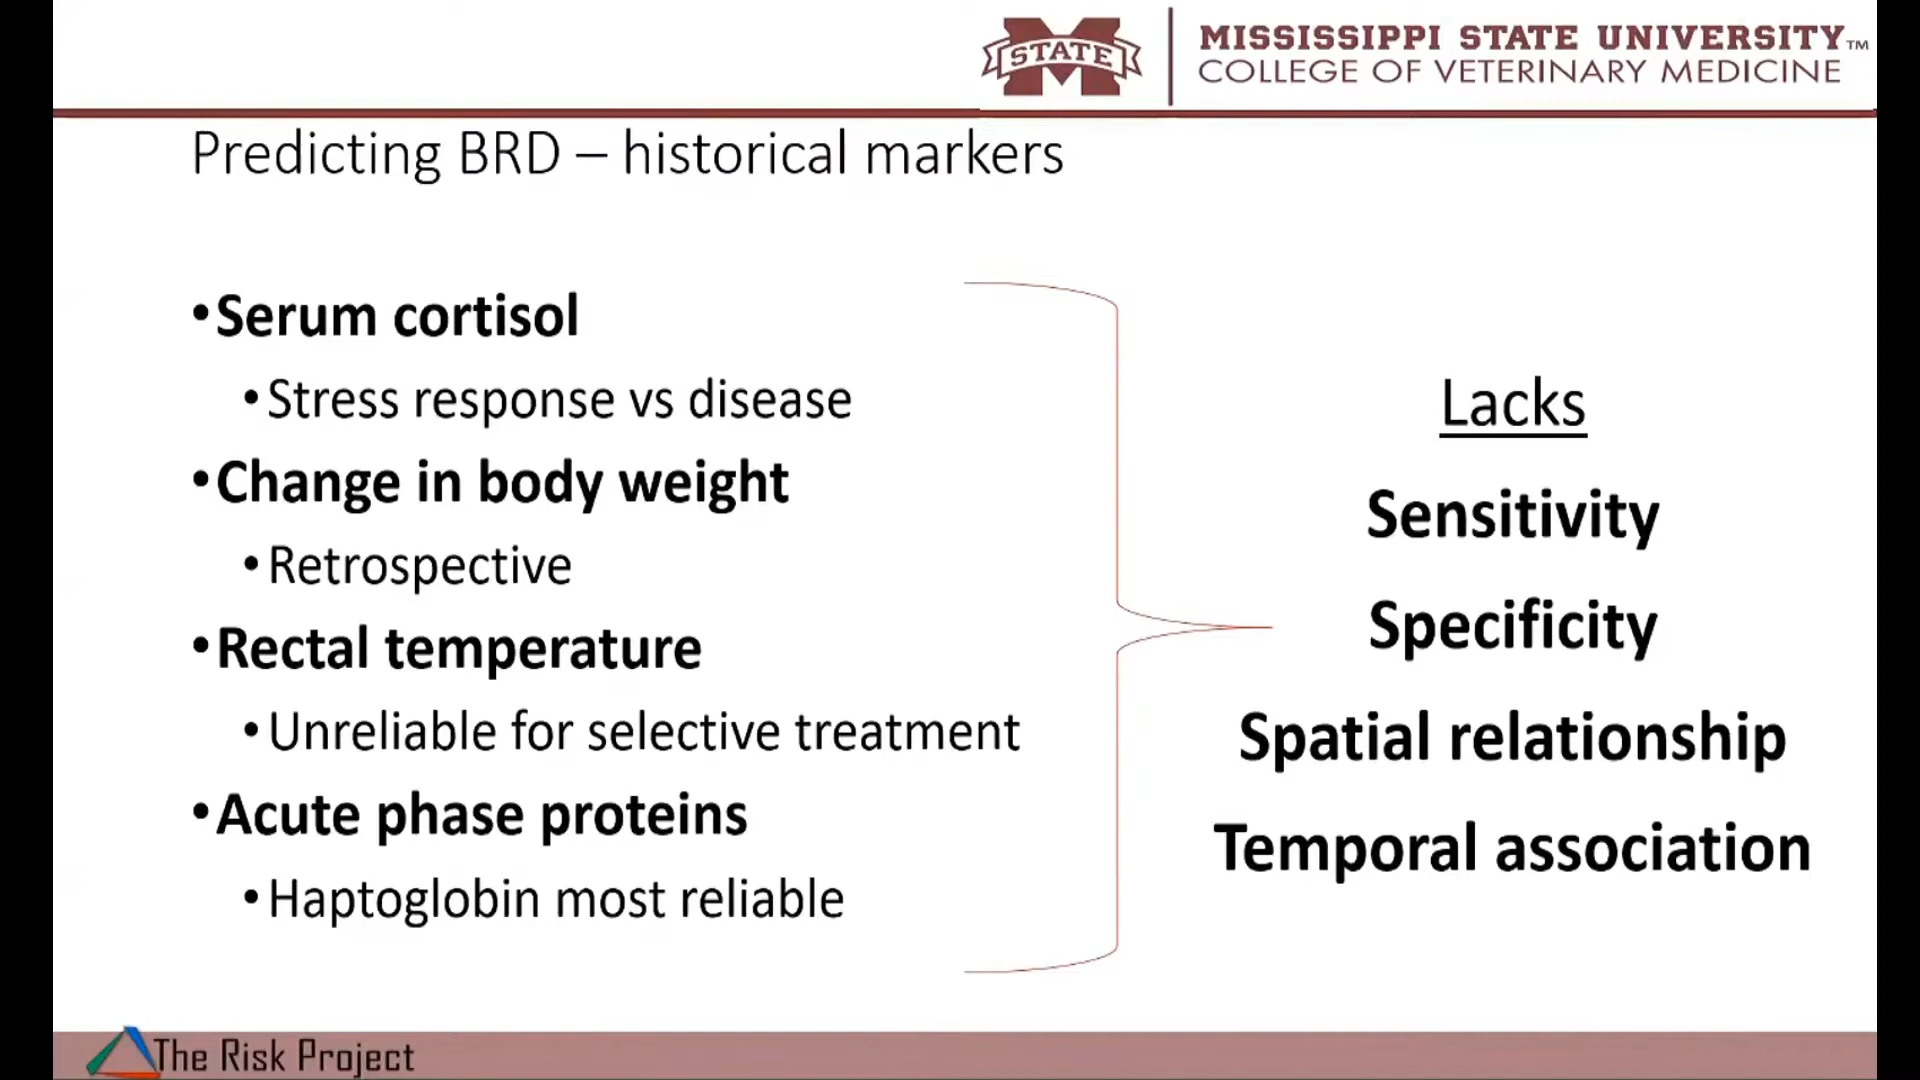 STATE
MISSISSIPPI STATE UNIVERSITY™
COLLEGE OF VETERINARY MEDICINE
Predicting BRD – historical markers
•Serum cortisol
•Stress response vs disease
•Change in body weight
•Retrospective
•Rectal temperature
•Unreliable for selective treatment
•Acute phase proteins
•Haptoglobin most reliable
Lacks
Sensitivity
Specificity
Spatial relationship
Temporal association
The Risk Project